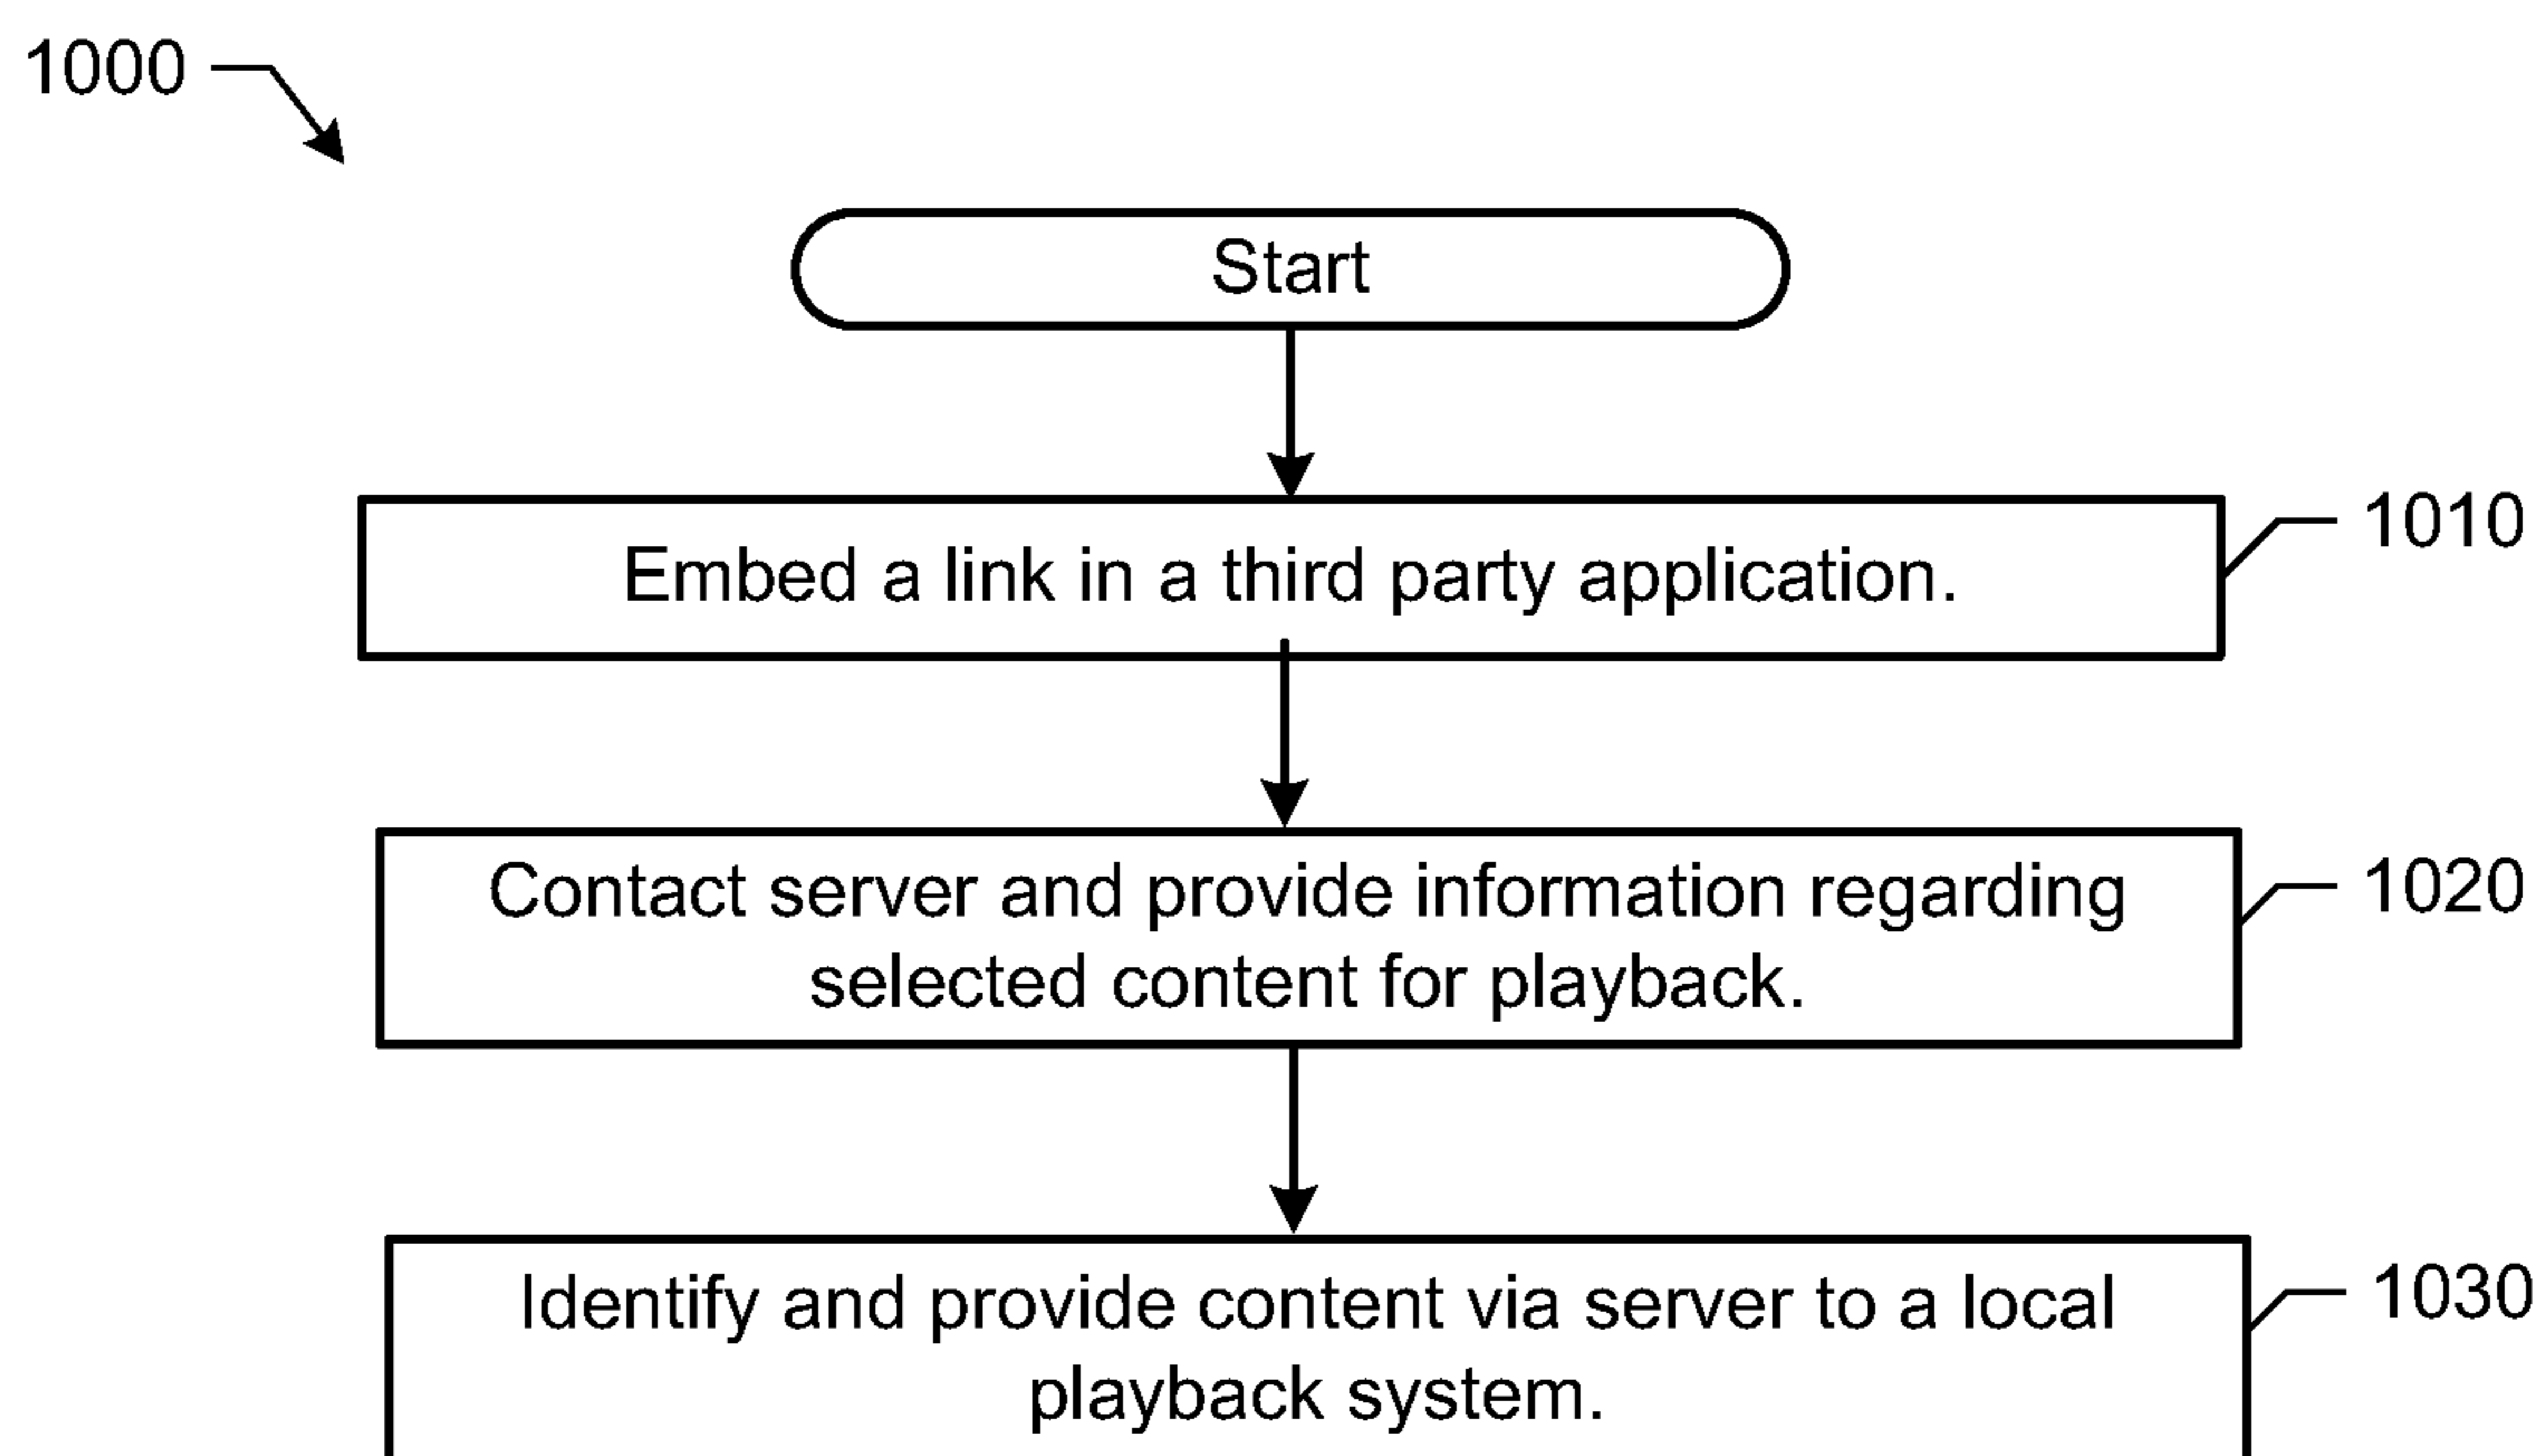 1000
Start
Embed a link in a third party application.
1010
Contact server and provide information regarding
selected content for playback.
1020
Identify and provide content via server to a local
playback system.
1030